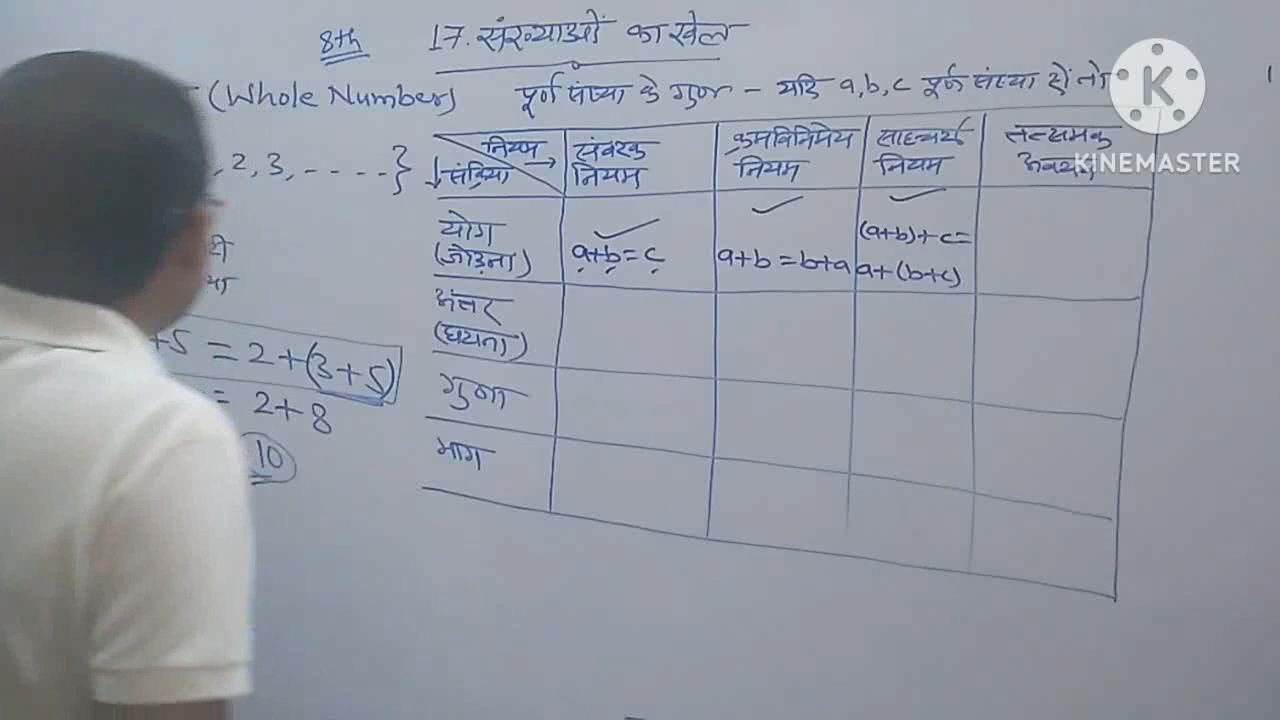 8th 17. संख्याओं का खेल
(Whole Number) पूर्ण संख्या के गुण - यदि a, b, c पूर्ण संख्या हों तो
, 2, 3, - - - - }
नियम → संवरक नियम क्रमविनिमेय नियम साहचर्य नियम तत्समक अवयव
↓ संक्रिया
KINEMASTER
योग (जोड़ना) ✓ a+b=c ✓ a+b=b+a ✓ (a+b)+c= a+(b+c)
अंतर (घटाना)
गुणा
भाग
+5 = 2+(3+5)
= 2+8
10